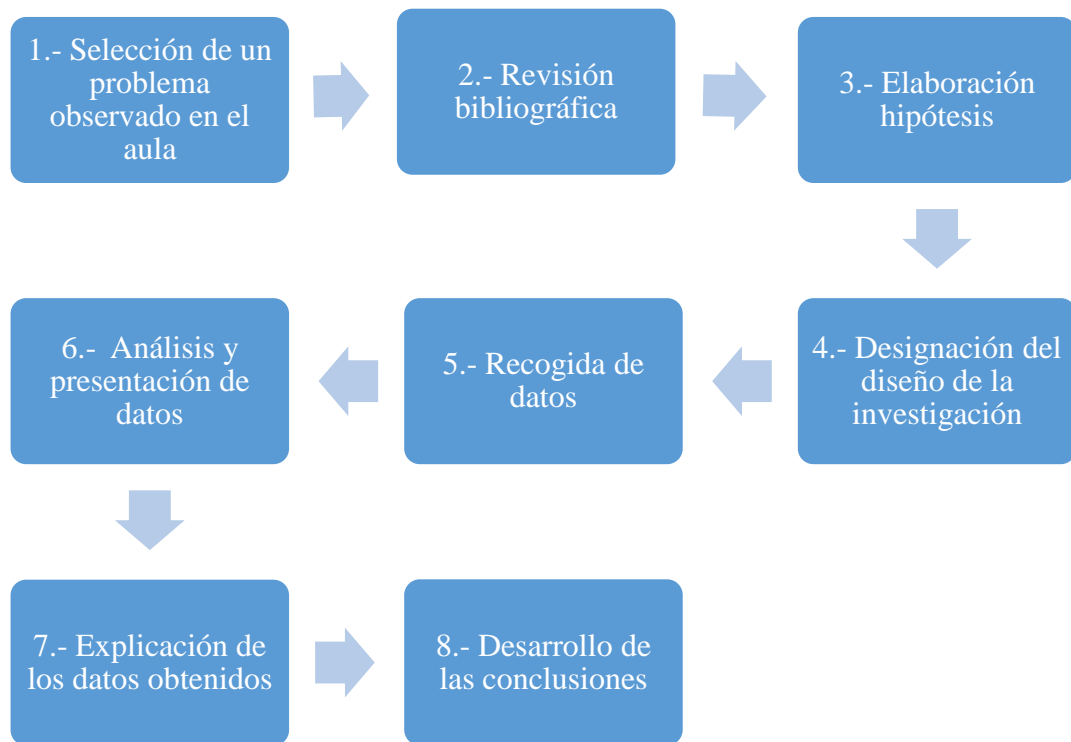 1.- Selección de un
problema
observado en el
aula
2.- Revisión
bibliográfica
3.- Elaboración
hipótesis
4.- Designación del
diseño de la
investigación
5.- Recogida de
datos
6.- Análisis y
presentación de
datos
7.- Explicación de
los datos obtenidos
8.- Desarrollo de
las conclusiones